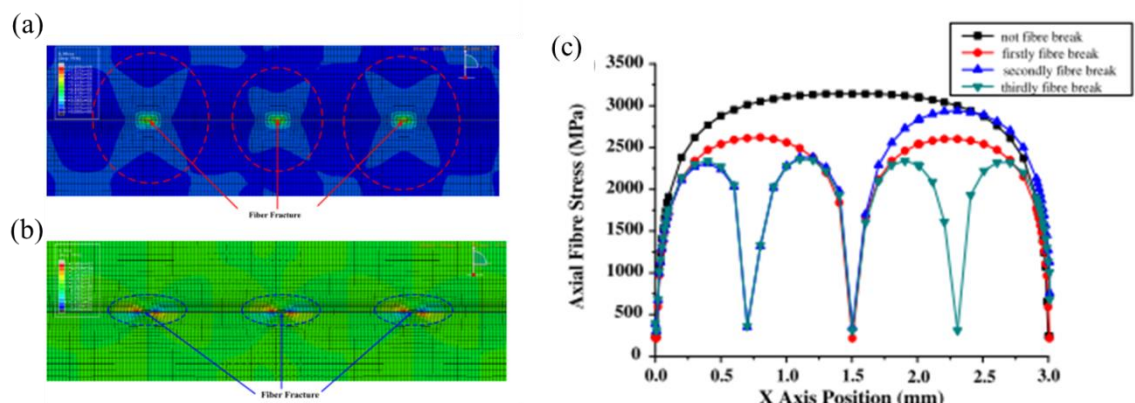 (a)
Fiber Fracture
(b)
Fiber Fracture
(c)
not fibre break
firstly fibre break
secondly fibre break
thirdly fibre break
Axial Fibre Stress (MPa)
3500
3000
2500
2000
1500
1000
500
0
0.0 0.5 1.0 1.5 2.0 2.5 3.0
X Axis Position (mm)